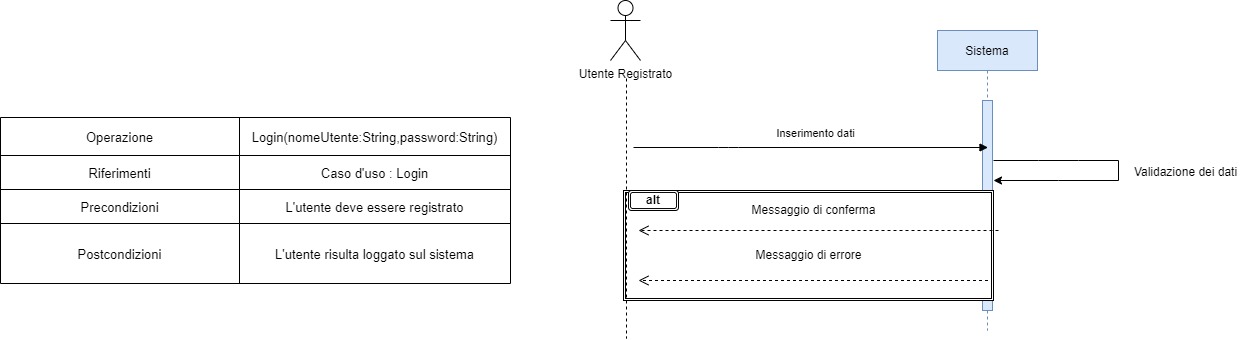 Operazione
Login(nomeUtente:String,password:String)
Riferimenti
Caso d'uso : Login
Precondizioni
L'utente deve essere registrato
Postcondizioni
L'utente risulta loggato sul sistema
Utente Registrato
Sistema
Inserimento dati
Validazione dei dati
alt
Messaggio di conferma
Messaggio di errore